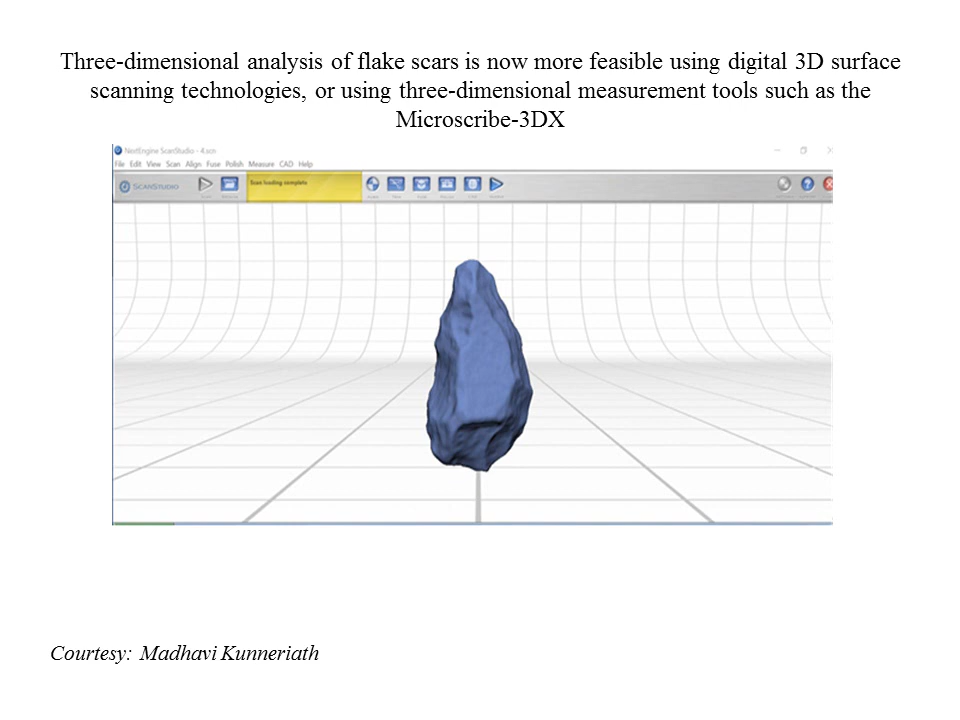 Three-dimensional analysis of flake scars is now more feasible using digital 3D surface
scanning technologies, or using three-dimensional measurement tools such as the
Microscribe-3DX
NextEngine ScanStudio - 4.scn
File Edit View Scan Align Fuse Polish Measure CAD Help
SCANSTUDIO
Scan loading complete
Courtesy: Madhavi Kunneriath